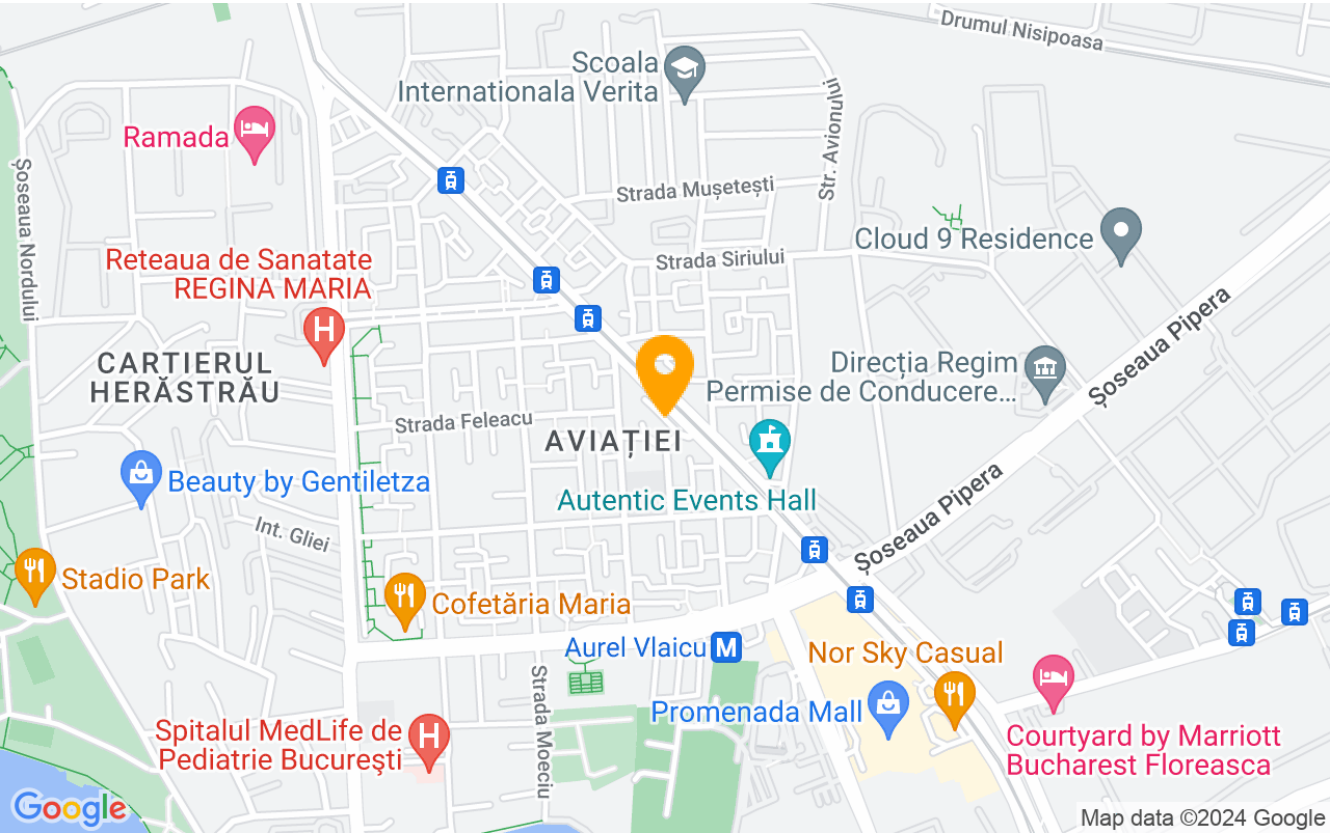 Drumul Nisipoasa
Scoala
Internationala Verita
Ramada
Șoseaua Nordului
Str. Avionului
Strada Mușetești
Cloud 9 Residence
Strada Siriului
Reteaua de Sanatate
REGINA MARIA
H
Șoseaua Pipera
CARTIERUL
HERĂSTRĂU
Direcția Regim
Permise de Conducere...
Strada Feleacu
AVIAȚIEI
Beauty by Gentiletza
Autentic Events Hall
Șoseaua Pipera
Int. Gliei
Stadio Park
Cofetăria Maria
Aurel Vlaicu M
Nor Sky Casual
Strada Moeciu
Promenada Mall
Spitalul MedLife de
Pediatrie Bucureşti
H
Courtyard by Marriott
Bucharest Floreasca
Google
Map data ©2024 Google